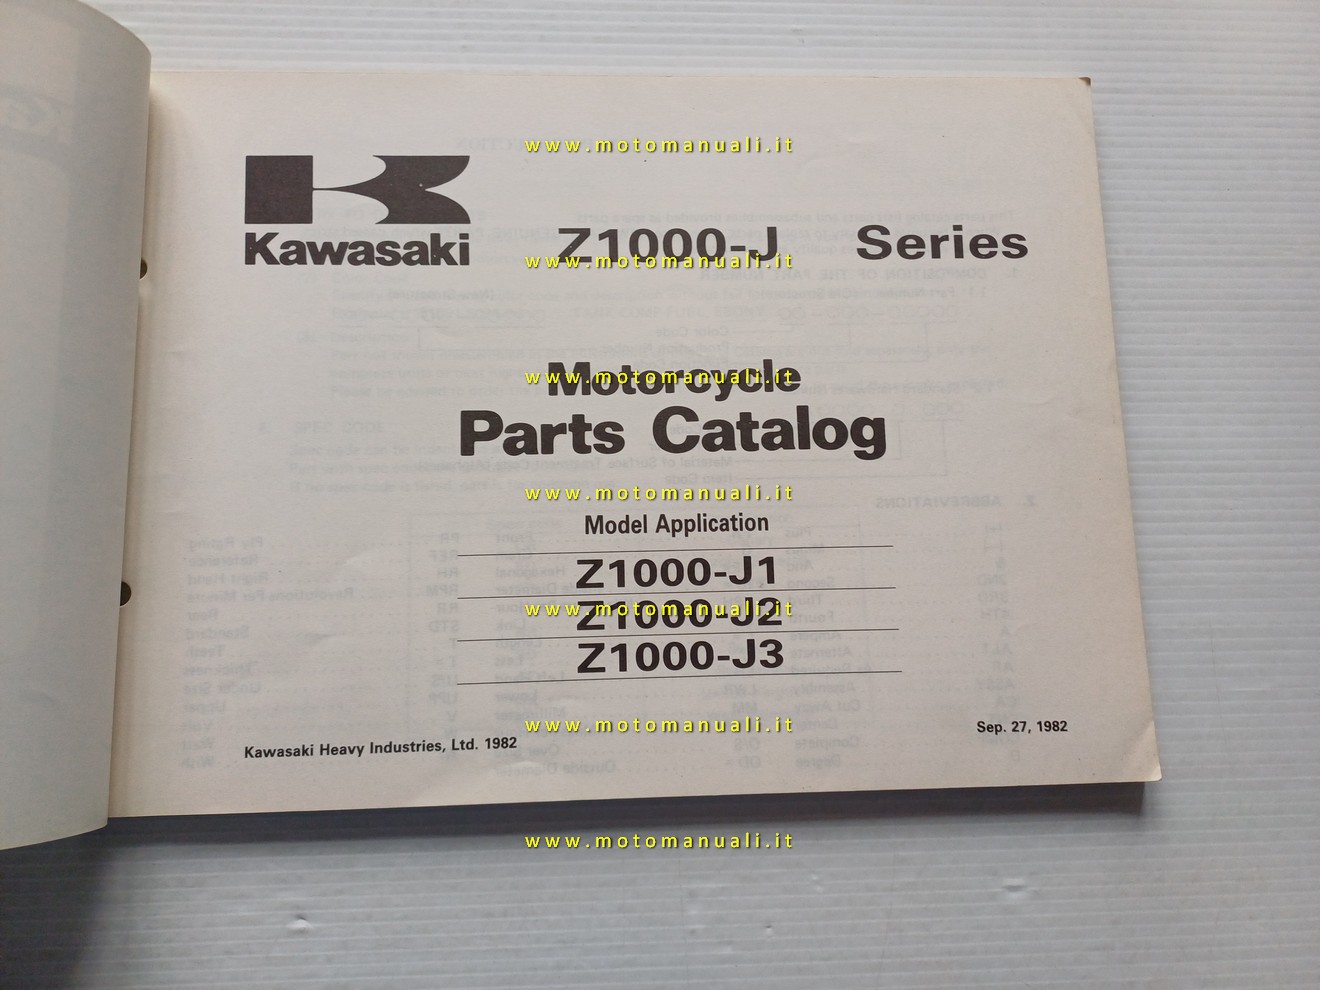 www.motomanuali.it
Kawasaki
Z1000-J Series
www.motomanuali.it
Motorcycle
www.motomanuali.it
Parts Catalog
www.motomanuali.it
Model Application
Z1000-J1
Z1000-J2
www.motomanuali.it
Z1000-J3
www.motomanuali.it
Kawasaki Heavy Industries, Ltd. 1982
Sep. 27, 1982
www.motomanuali.it